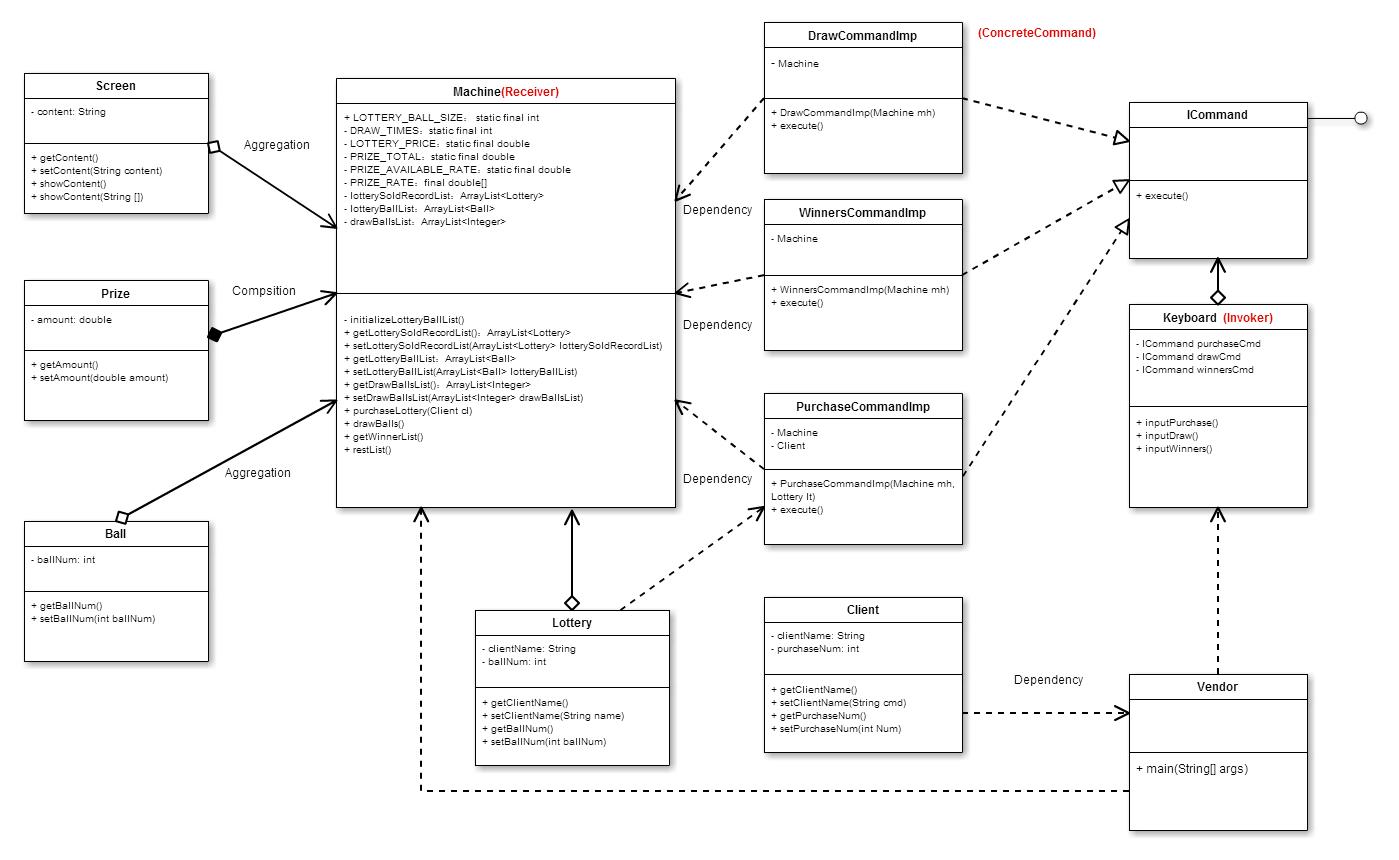 Screen
- content: String
+ getContent()
+ setContent(String content)
+ showContent()
+ showContent(String [])
Aggregation
Prize
- amount: double
+ getAmount()
+ setAmount(double amount)
Compsition
Ball
- ballNum: int
+ getBallNum()
+ setBallNum(int ballNum)
Aggregation
Machine(Receiver)
+ LOTTERY_BALL_SIZE： static final int
- DRAW_TIMES：static final int
- LOTTERY_PRICE：static final double
- PRIZE_TOTAL：static final double
- PRIZE_AVAILABLE_RATE：static final double
- PRIZE_RATE：final double[]
- lotterySoldRecordList：ArrayList<Lottery>
- lotteryBallList：ArrayList<Ball>
- drawBallsList：ArrayList<Integer>
- initializeLotteryBallList()
+ getLotterySoldRecordList()：ArrayList<Lottery>
+ setLotterySoldRecordList(ArrayList<Lottery> lotterySoldRecordList)
+ getLotteryBallList：ArrayList<Ball>
+ setLotteryBallList(ArrayList<Ball> lotteryBallList)
+ getDrawBallsList()：ArrayList<Integer>
+ setDrawBallsList(ArrayList<Integer> drawBallsList)
+ purchaseLottery(Client cl)
+ drawBalls()
+ getWinnerList()
+ restList()
Lottery
- clientName: String
- ballNum: int
+ getClientName()
+ setClientName(String name)
+ getBallNum()
+ setBallNum(int ballNum)
Dependency
Dependency
Dependency
DrawCommandImp
(ConcreteCommand)
- Machine
+ DrawCommandImp(Machine mh)
+ execute()
WinnersCommandImp
- Machine
+ WinnersCommandImp(Machine mh)
+ execute()
PurchaseCommandImp
- Machine
- Client
+ PurchaseCommandImp(Machine mh,
Lottery lt)
+ execute()
Client
- clientName: String
- purchaseNum: int
+ getClientName()
+ setClientName(String cmd)
+ getPurchaseNum()
+ setPurchaseNum(int Num)
Dependency
ICommand
+ execute()
Keyboard (Invoker)
- ICommand purchaseCmd
- ICommand drawCmd
- ICommand winnersCmd
+ inputPurchase()
+ inputDraw()
+ inputWinners()
Vendor
+ main(String[] args)